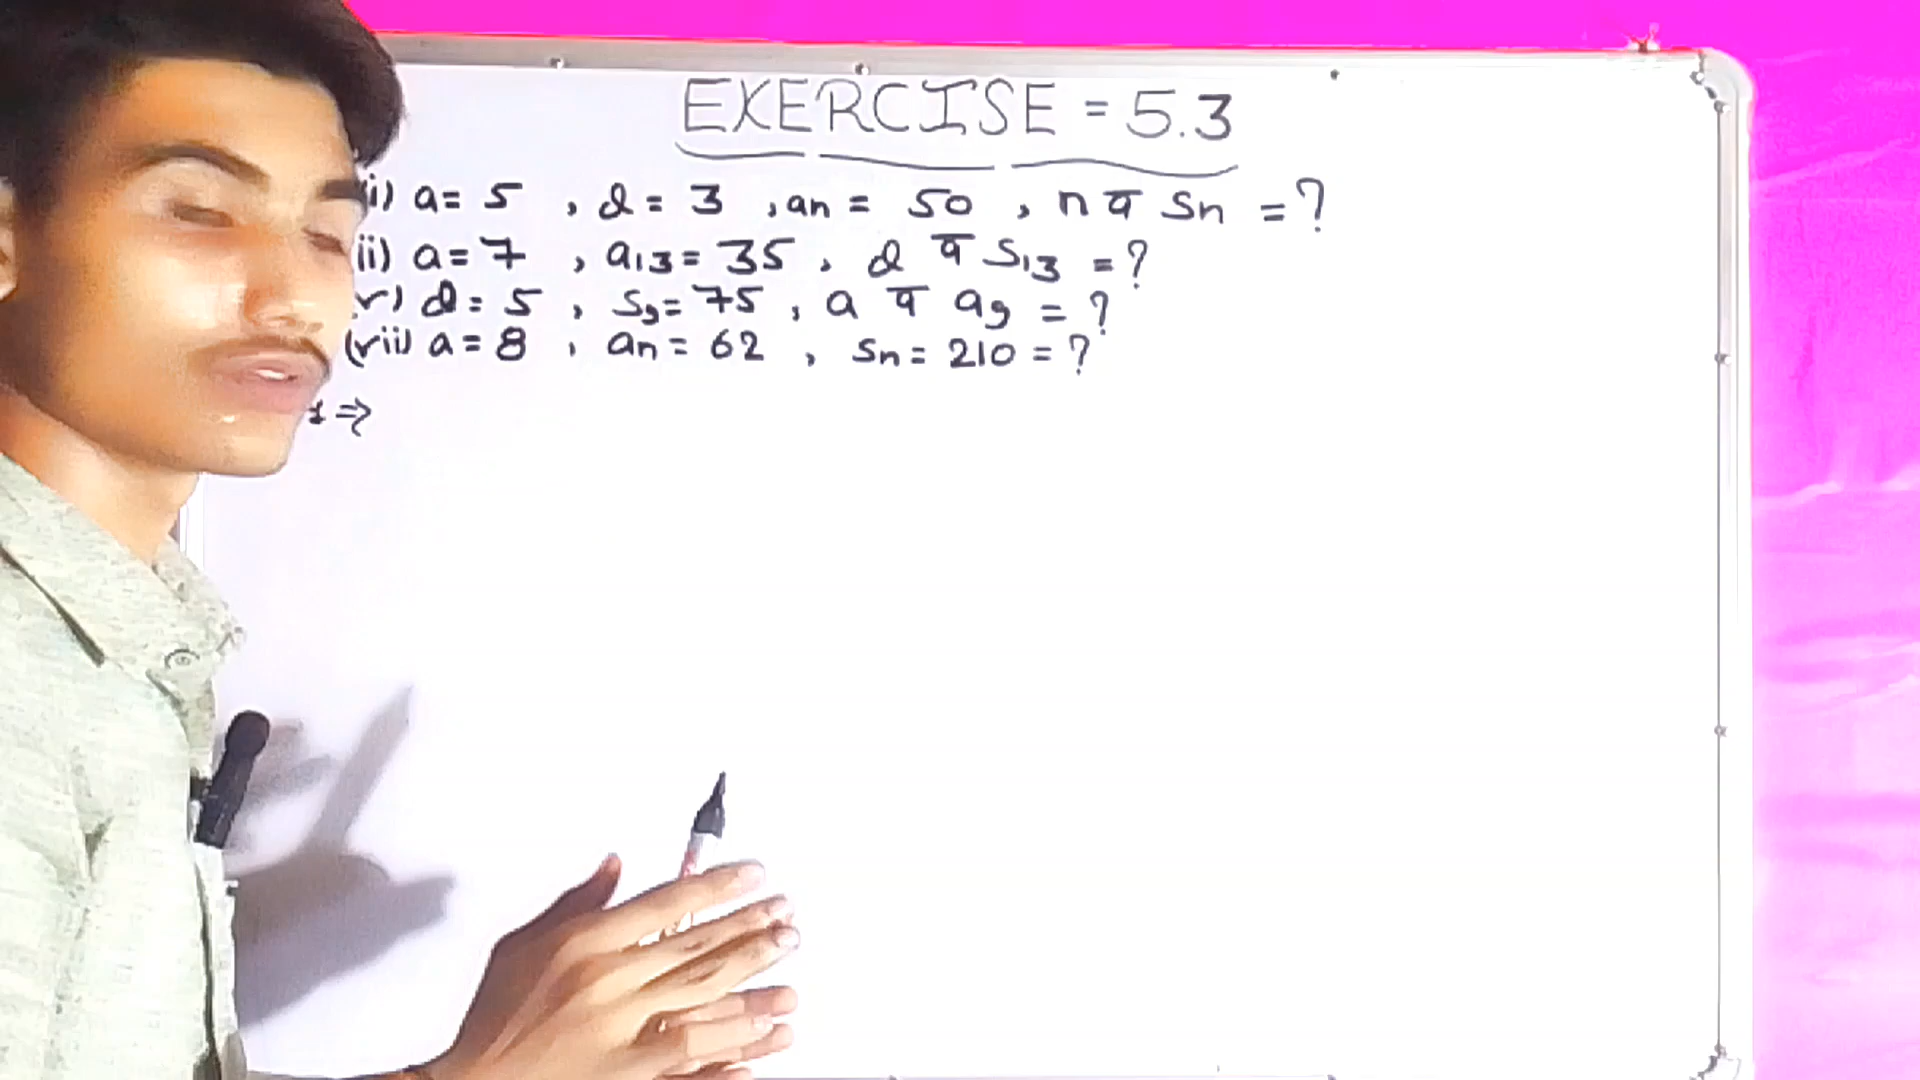 EXERCISE = 5.3
i) a = 5 , d = 3 , an = 50 , n व Sn = ?
ii) a = 7 , a13 = 35 , d व S13 = ?
v) d = 5 , S9 = 75 , a व a9 = ?
(vii) a = 8 , an = 62 , Sn = 210 = ?
⇒